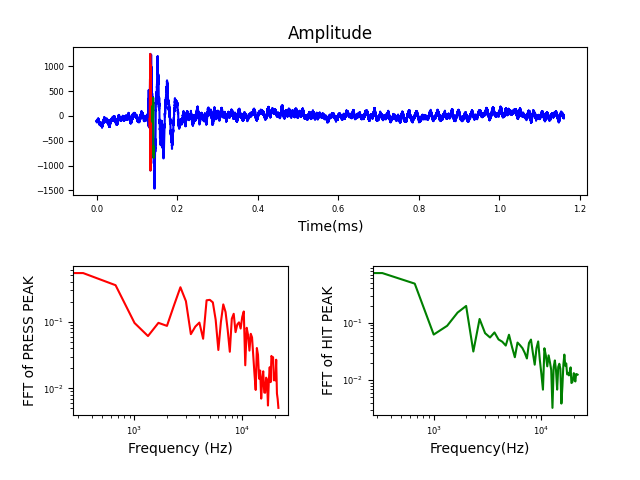 Amplitude
1000
500
0
−500
−1000
−1500
0.0 0.2 0.4 0.6 0.8 1.0 1.2
Time(ms)
FFT of PRESS PEAK
10⁻¹
10⁻²
10³ 10⁴
Frequency (Hz)
FFT of HIT PEAK
10⁻¹
10⁻²
10³ 10⁴
Frequency(Hz)